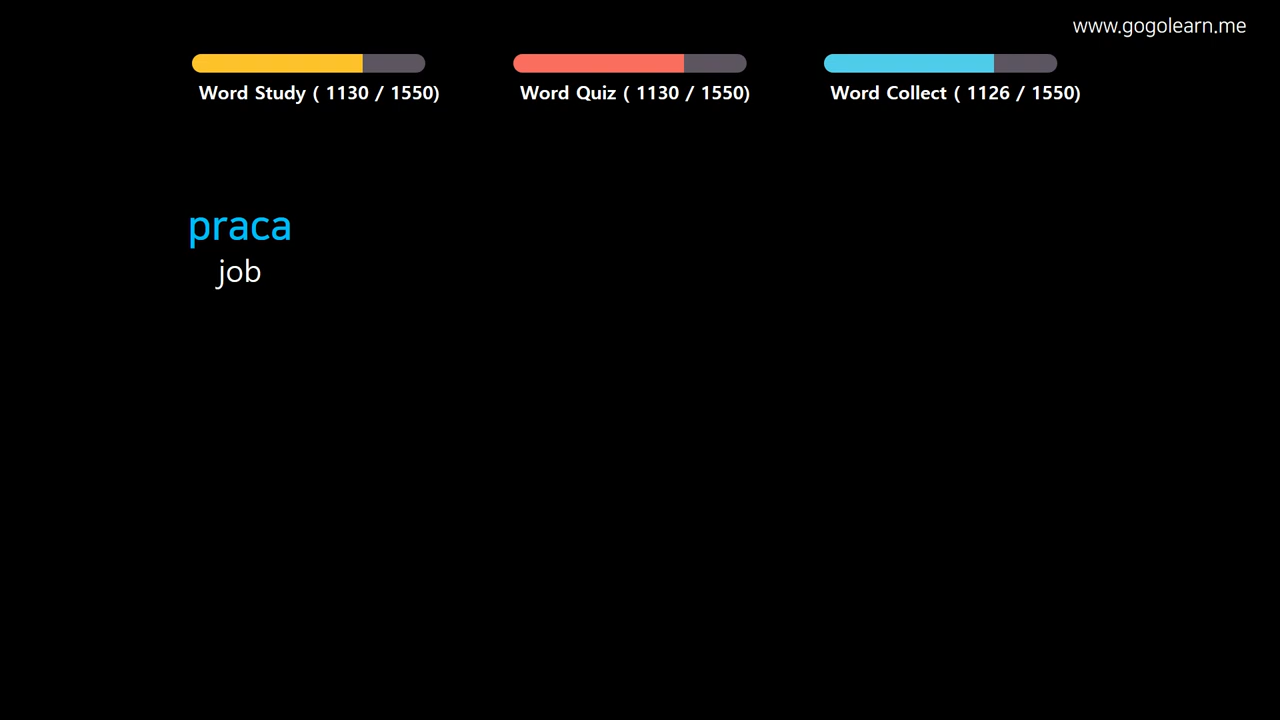 www.gogolearn.me
Word Study ( 1130 / 1550)
Word Quiz ( 1130 / 1550)
Word Collect ( 1126 / 1550)
praca
job